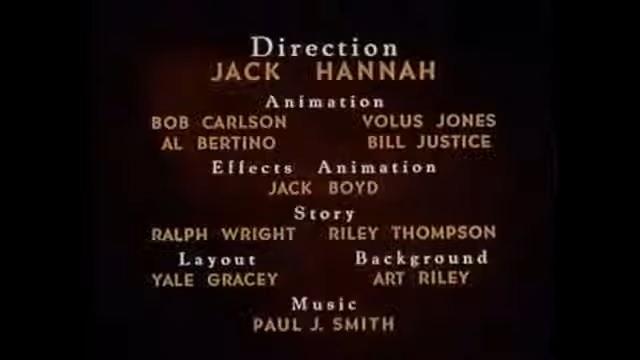 Direction
JACK HANNAH
Animation
BOB CARLSON VOLUS JONES
AL BERTINO BILL JUSTICE
Effects Animation
JACK BOYD
Story
RALPH WRIGHT RILEY THOMPSON
Layout Background
YALE GRACEY ART RILEY
Music
PAUL J. SMITH